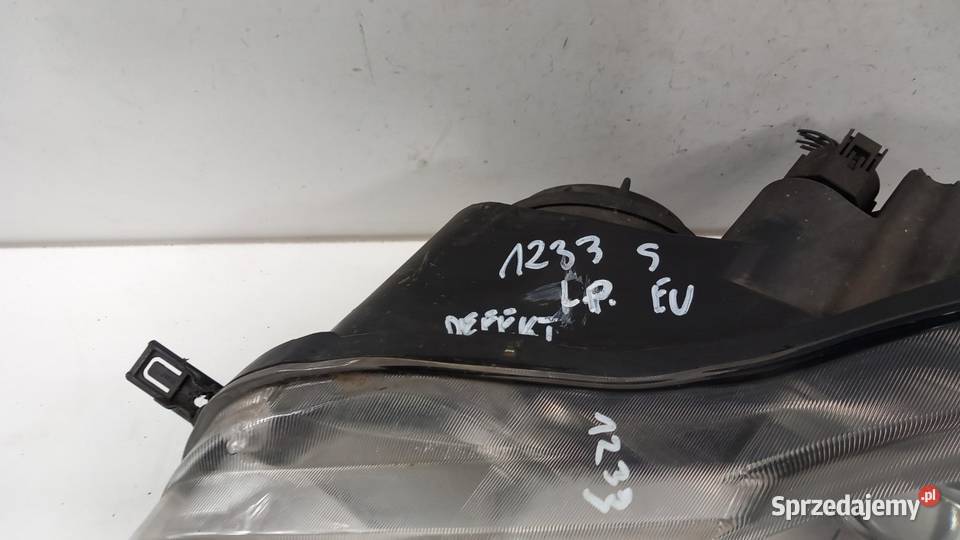 1233 S
L.P. EU
DEFEKT
1233
Sprzedajemy.pl